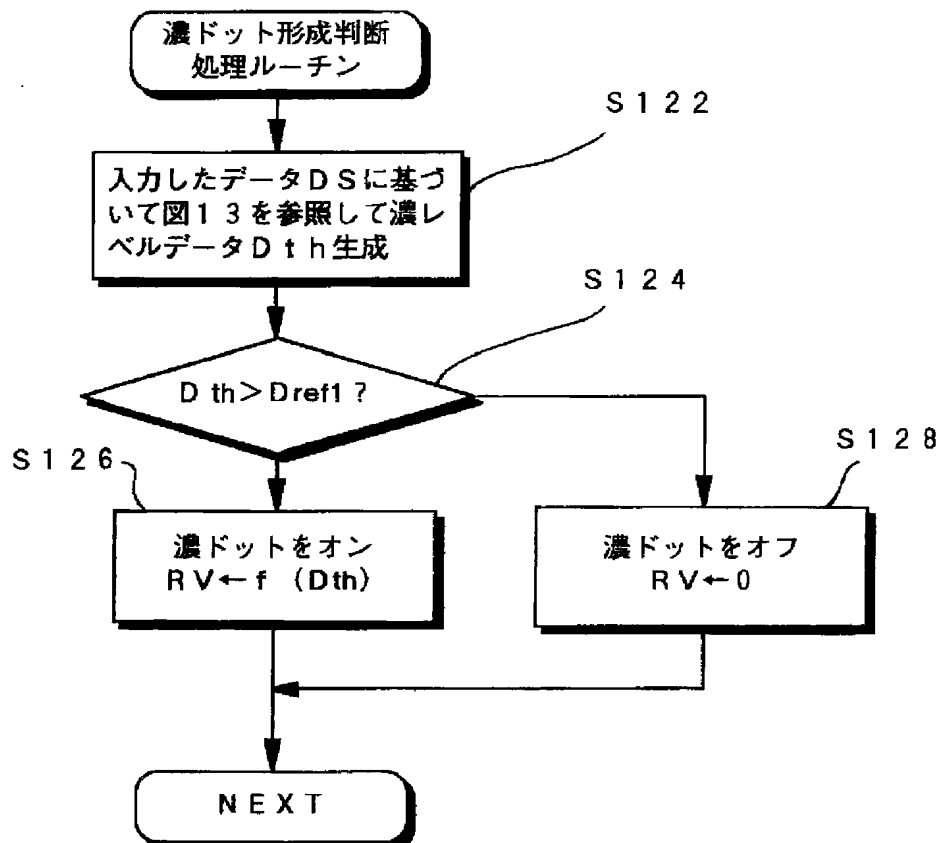 濃ドット形成判断
処理ルーチン
S122
入力したデータDSに基づ
いて図13を参照して濃レ
ベルデータDth生成
S124
Dth>Dref1?
S126
濃ドットをオン
RV←f(Dth)
S128
濃ドットをオフ
RV←0
NEXT